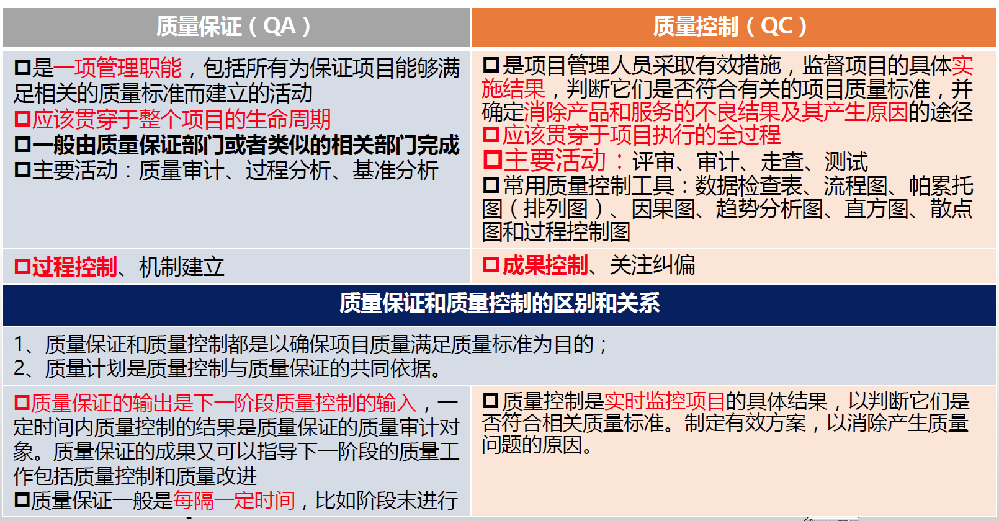 质量保证（QA）
质量控制（QC）
是一项管理职能，包括所有为保证项目能够满
足相关的质量标准而建立的活动
应该贯穿于整个项目的生命周期
一般由质量保证部门或者类似的相关部门完成
主要活动：质量审计、过程分析、基准分析
是项目管理人员采取有效措施，监督项目的具体实
施结果，判断它们是否符合有关的项目质量标准，并
确定消除产品和服务的不良结果及其产生原因的途径
应该贯穿于项目执行的全过程
主要活动：评审、审计、走查、测试
常用质量控制工具：数据检查表、流程图、帕累托
图（排列图）、因果图、趋势分析图、直方图、散点
图和过程控制图
过程控制、机制建立
成果控制、关注纠偏
质量保证和质量控制的区别和关系
1、质量保证和质量控制都是以确保项目质量满足质量标准为目的；
2、质量计划是质量控制与质量保证的共同依据。
质量保证的输出是下一阶段质量控制的输入，一
定时间内质量控制的结果是质量保证的质量审计对
象。质量保证的成果又可以指导下一阶段的质量工
作包括质量控制和质量改进
质量保证一般是每隔一定时间，比如阶段末进行
质量控制是实时监控项目的具体结果，以判断它们是
否符合相关质量标准。制定有效方案，以消除产生质量
问题的原因。